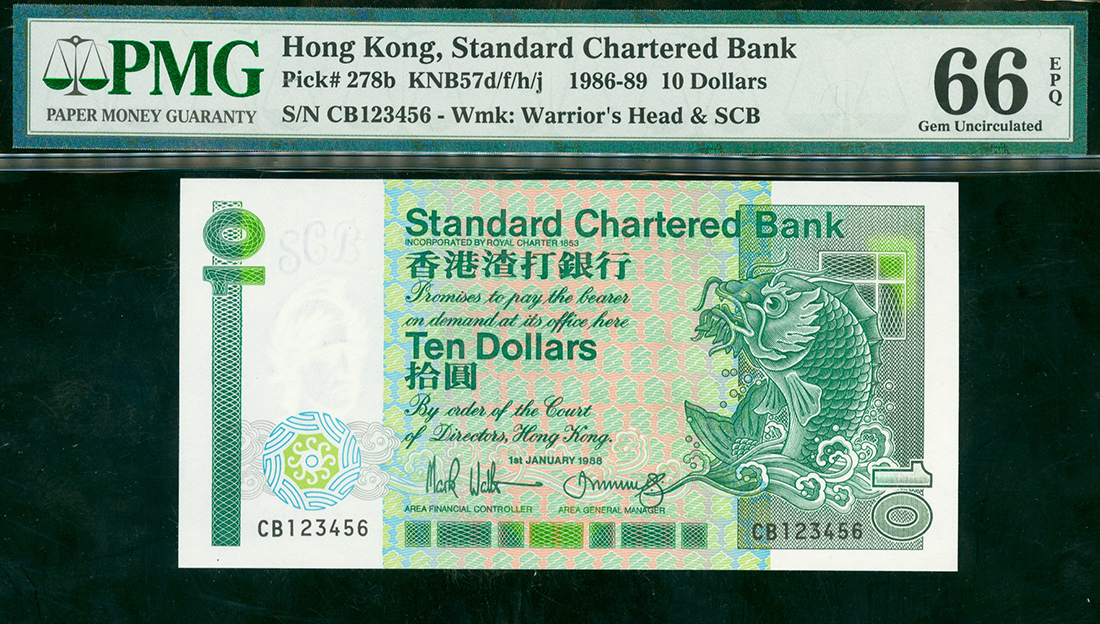 PMG
PAPER MONEY GUARANTY
Hong Kong, Standard Chartered Bank
Pick# 278b KNB57d/f/h/j 1986-89 10 Dollars
S/N CB123456 - Wmk: Warrior's Head & SCB
66
EPQ
Gem Uncirculated
10
SCB
Standard Chartered Bank
INCORPORATED BY ROYAL CHARTER 1853
香港渣打銀行
Promises to pay the bearer
on demand at its office here
Ten Dollars
拾圓
By order of the Court
of Directors, Hong Kong.
1st JANUARY 1988
AREA FINANCIAL CONTROLLER AREA GENERAL MANAGER
CB123456
CB123456
10